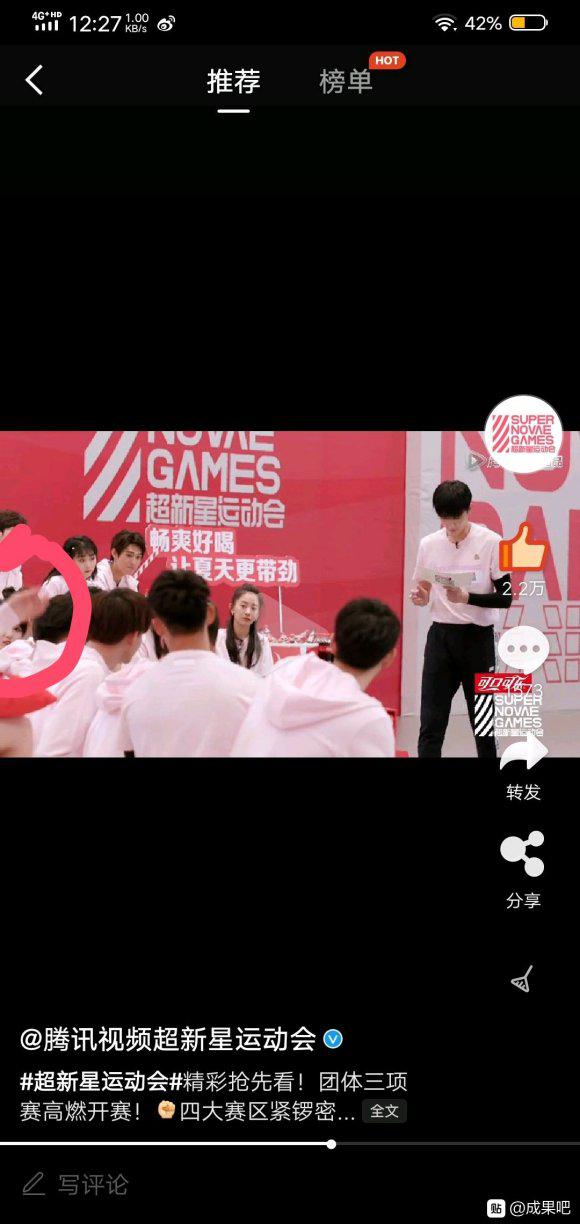 4G+HD 12:27 1.00 KB/s 42%
推荐 榜单 HOT
SUPER
NOVAE
GAMES
超新星运动会
NOVAE
GAMES
超新星运动会
畅爽好喝
让夏天更带劲
2.2万
可口可乐
SUPER
NOVAE
GAMES
超新星运动会
转发
分享
@腾讯视频超新星运动会
#超新星运动会#精彩抢先看！团体三项
赛高燃开赛！✊四大赛区紧锣密... 全文
写评论
贴 @成果吧